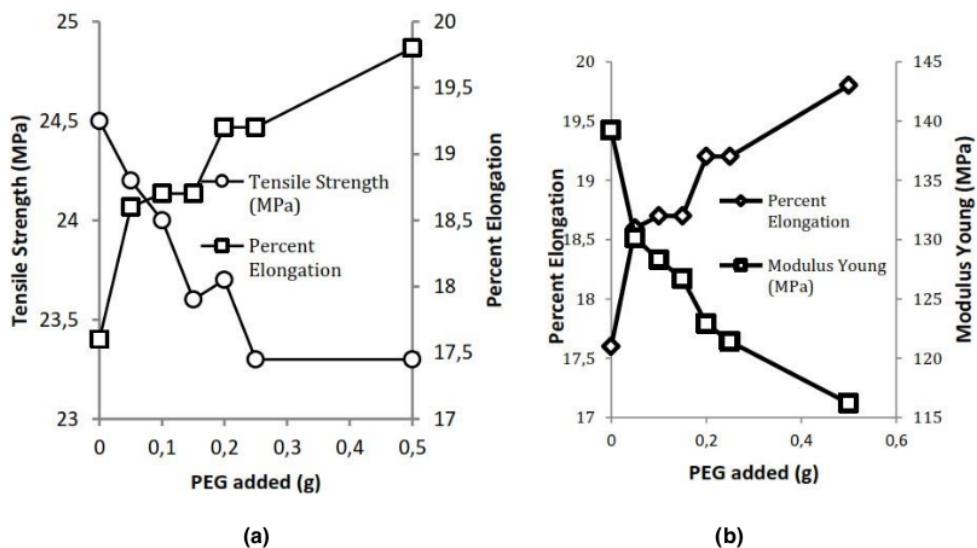 25
24,5
24
23,5
23
Tensile Strength (MPa)
20
19,5
19
18,5
18
17,5
17
Percent Elongation
Tensile Strength
(MPa)
Percent
Elongation
0
0,1
0,2
0,3
0,4
0,5
PEG added (g)
(a)
20
19,5
19
18,5
18
17,5
17
Percent Elongation
145
140
135
130
125
120
115
Modulus Young (MPa)
Percent
Elongation
Modulus Young
(MPa)
0
0,2
0,4
0,6
PEG added (g)
(b)